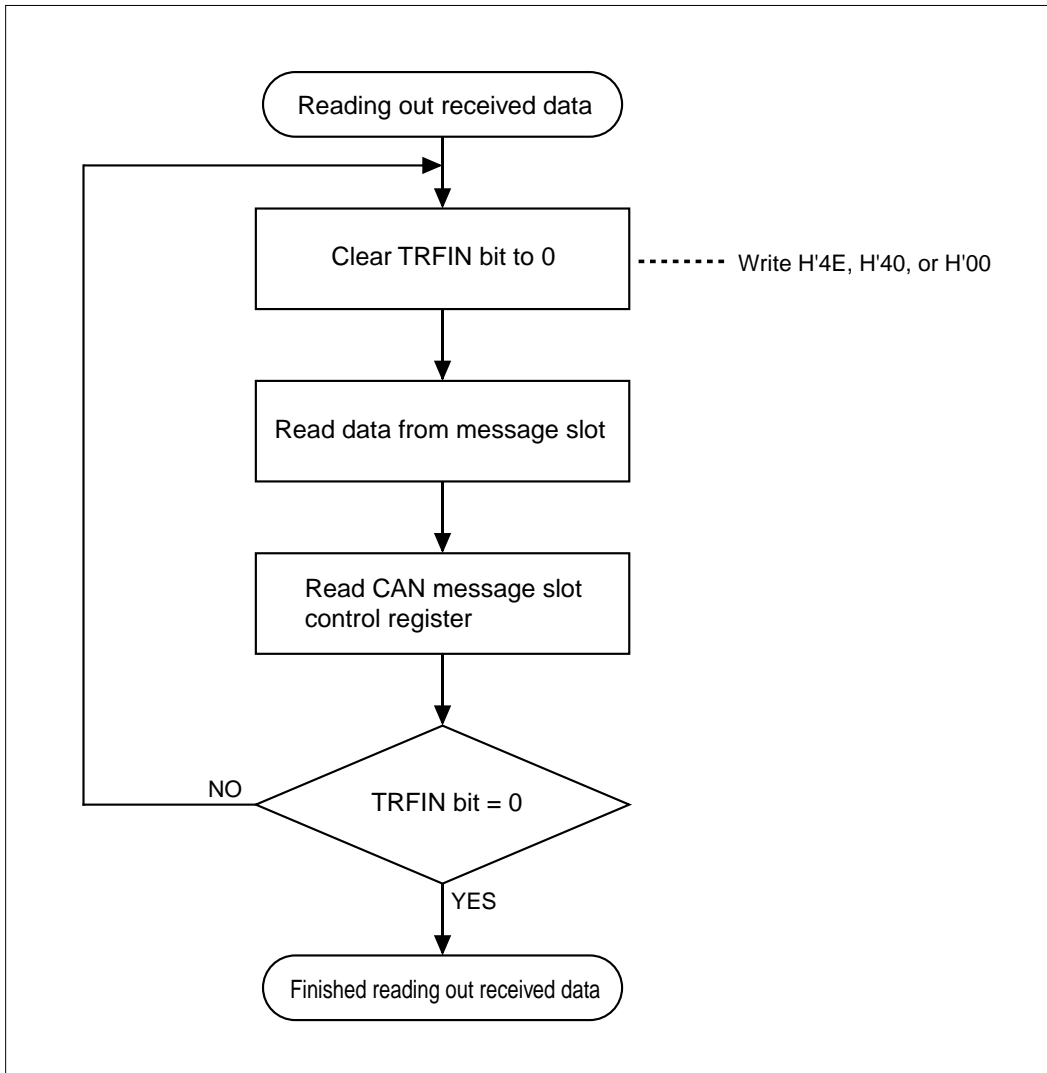 Reading out received data
Clear TRFIN bit to 0
Write H'4E, H'40, or H'00
Read data from message slot
Read CAN message slot
control register
NO
TRFIN bit = 0
YES
Finished reading out received data